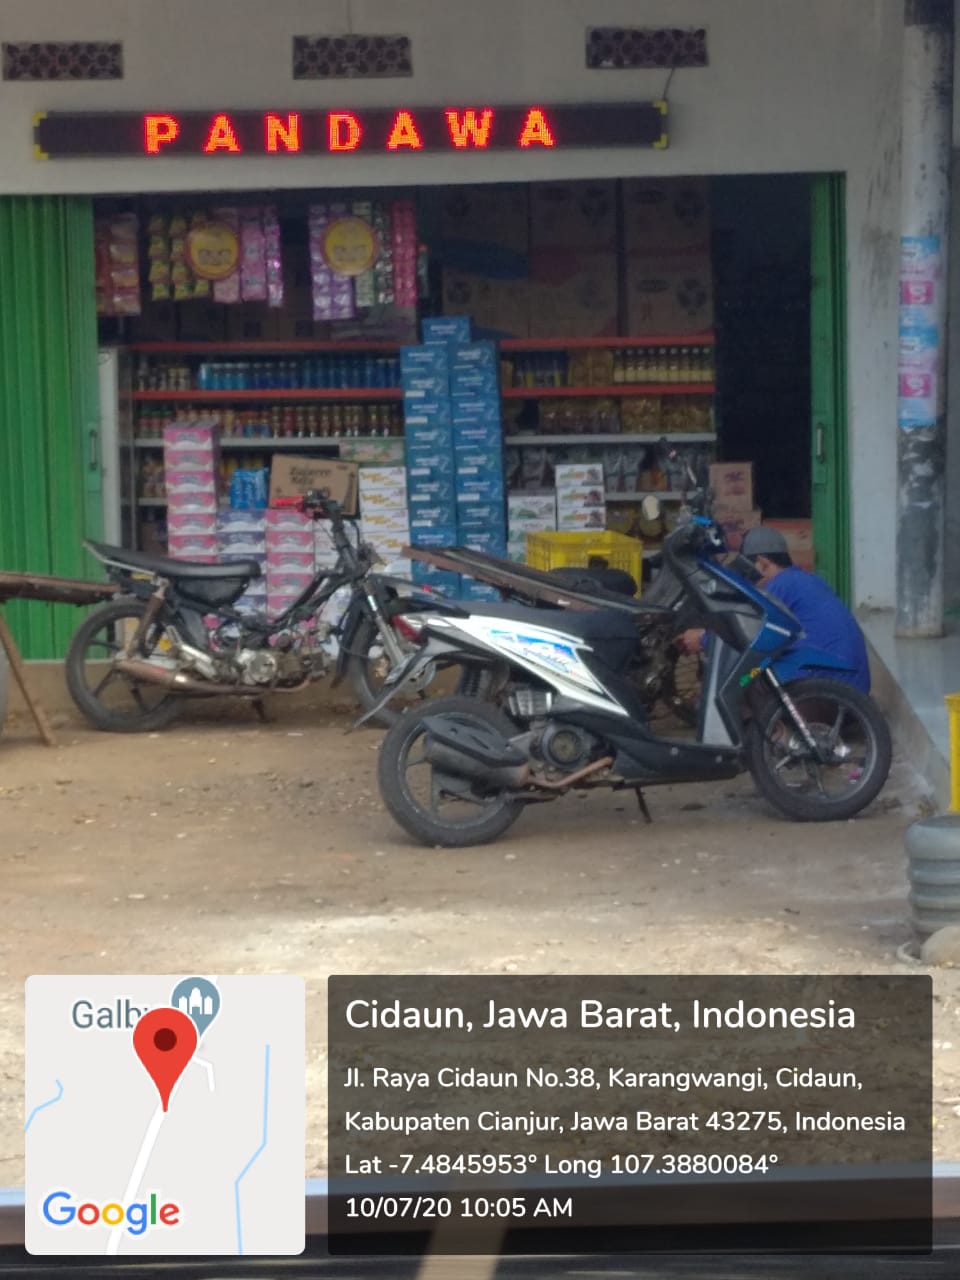 PANDAWA
Galb
Google
Cidaun, Jawa Barat, Indonesia
Jl. Raya Cidaun No.38, Karangwangi, Cidaun,
Kabupaten Cianjur, Jawa Barat 43275, Indonesia
Lat -7.4845953° Long 107.3880084°
10/07/20 10:05 AM